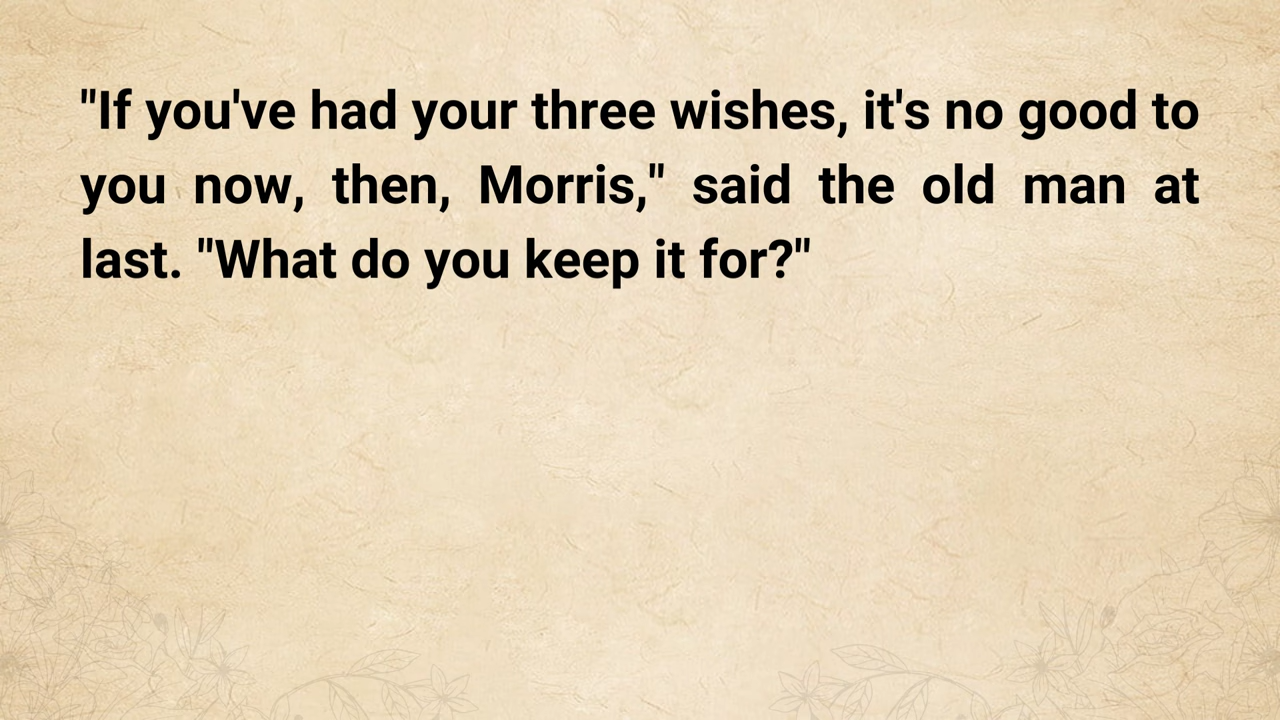 "If you've had your three wishes, it's no good to
you now, then, Morris," said the old man at
last. "What do you keep it for?"